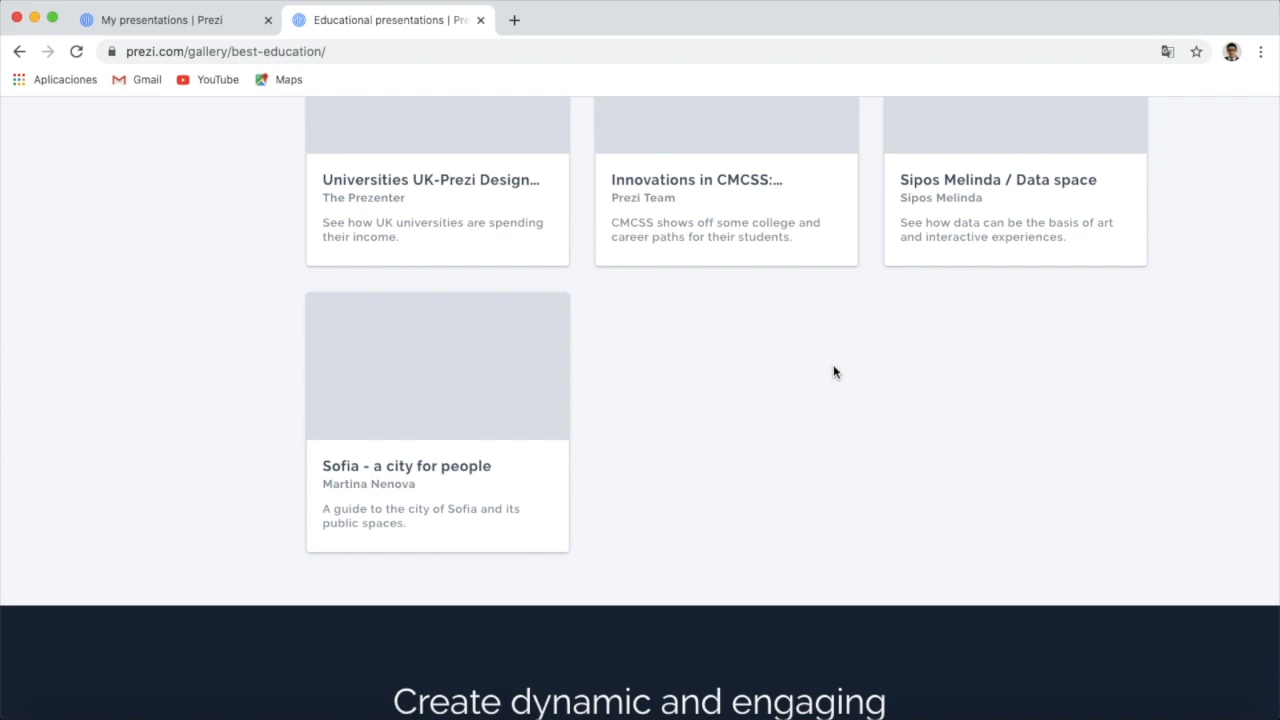 My presentations | Prezi
Educational presentations | Pre
prezi.com/gallery/best-education/
Aplicaciones Gmail YouTube Maps
Universities UK-Prezi Design...
The Prezenter
See how UK universities are spending
their income.
Innovations in CMCSS:...
Prezi Team
CMCSS shows off some college and
career paths for their students.
Sipos Melinda / Data space
Sipos Melinda
See how data can be the basis of art
and interactive experiences.
Sofia - a city for people
Martina Nenova
A guide to the city of Sofia and its
public spaces.
Create dynamic and engaging